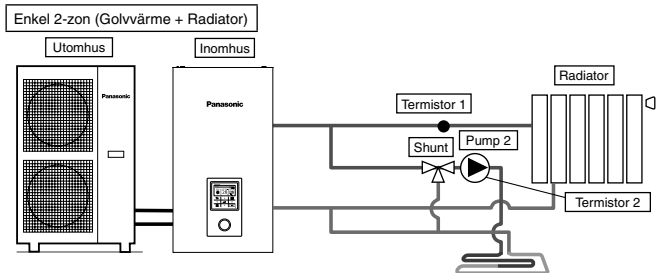 Enkel 2-zon (Golvvärme + Radiator)
Utomhus
Inomhus
Panasonic
Panasonic
Radiator
Termistor 1
Shunt
Pump 2
Termistor 2